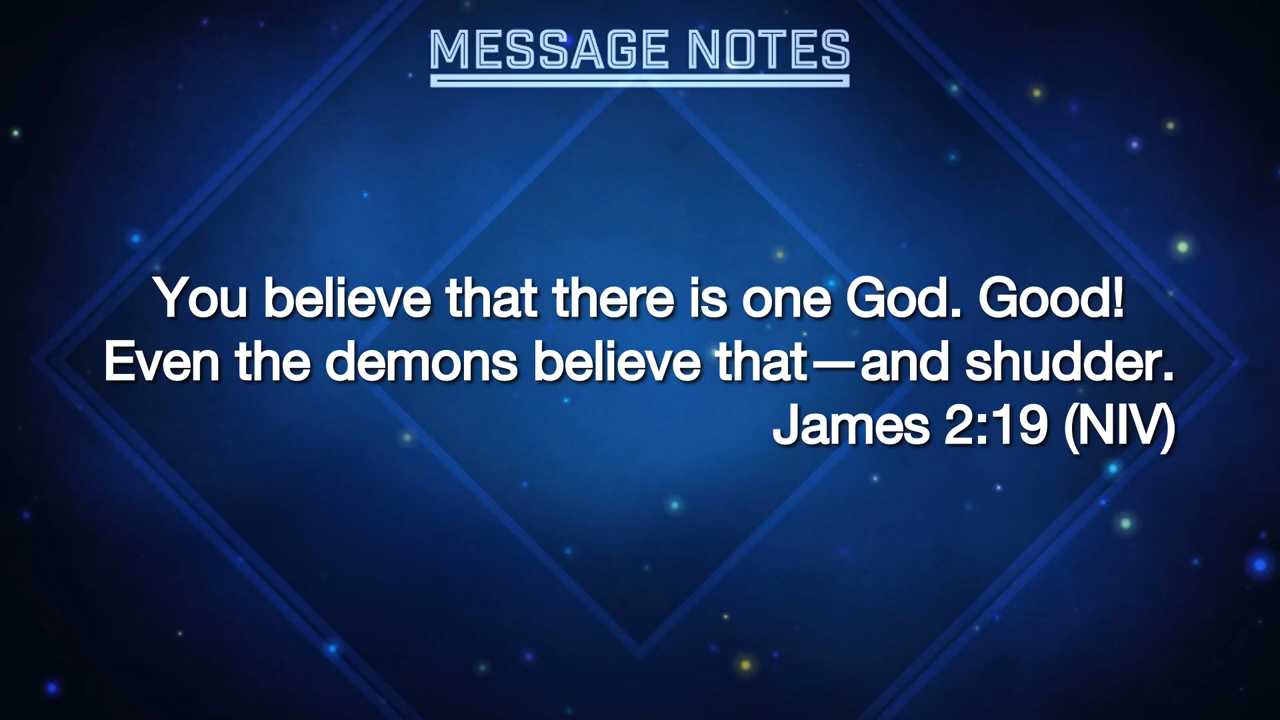 MESSAGE NOTES
You believe that there is one God. Good!
Even the demons believe that—and shudder.
James 2:19 (NIV)